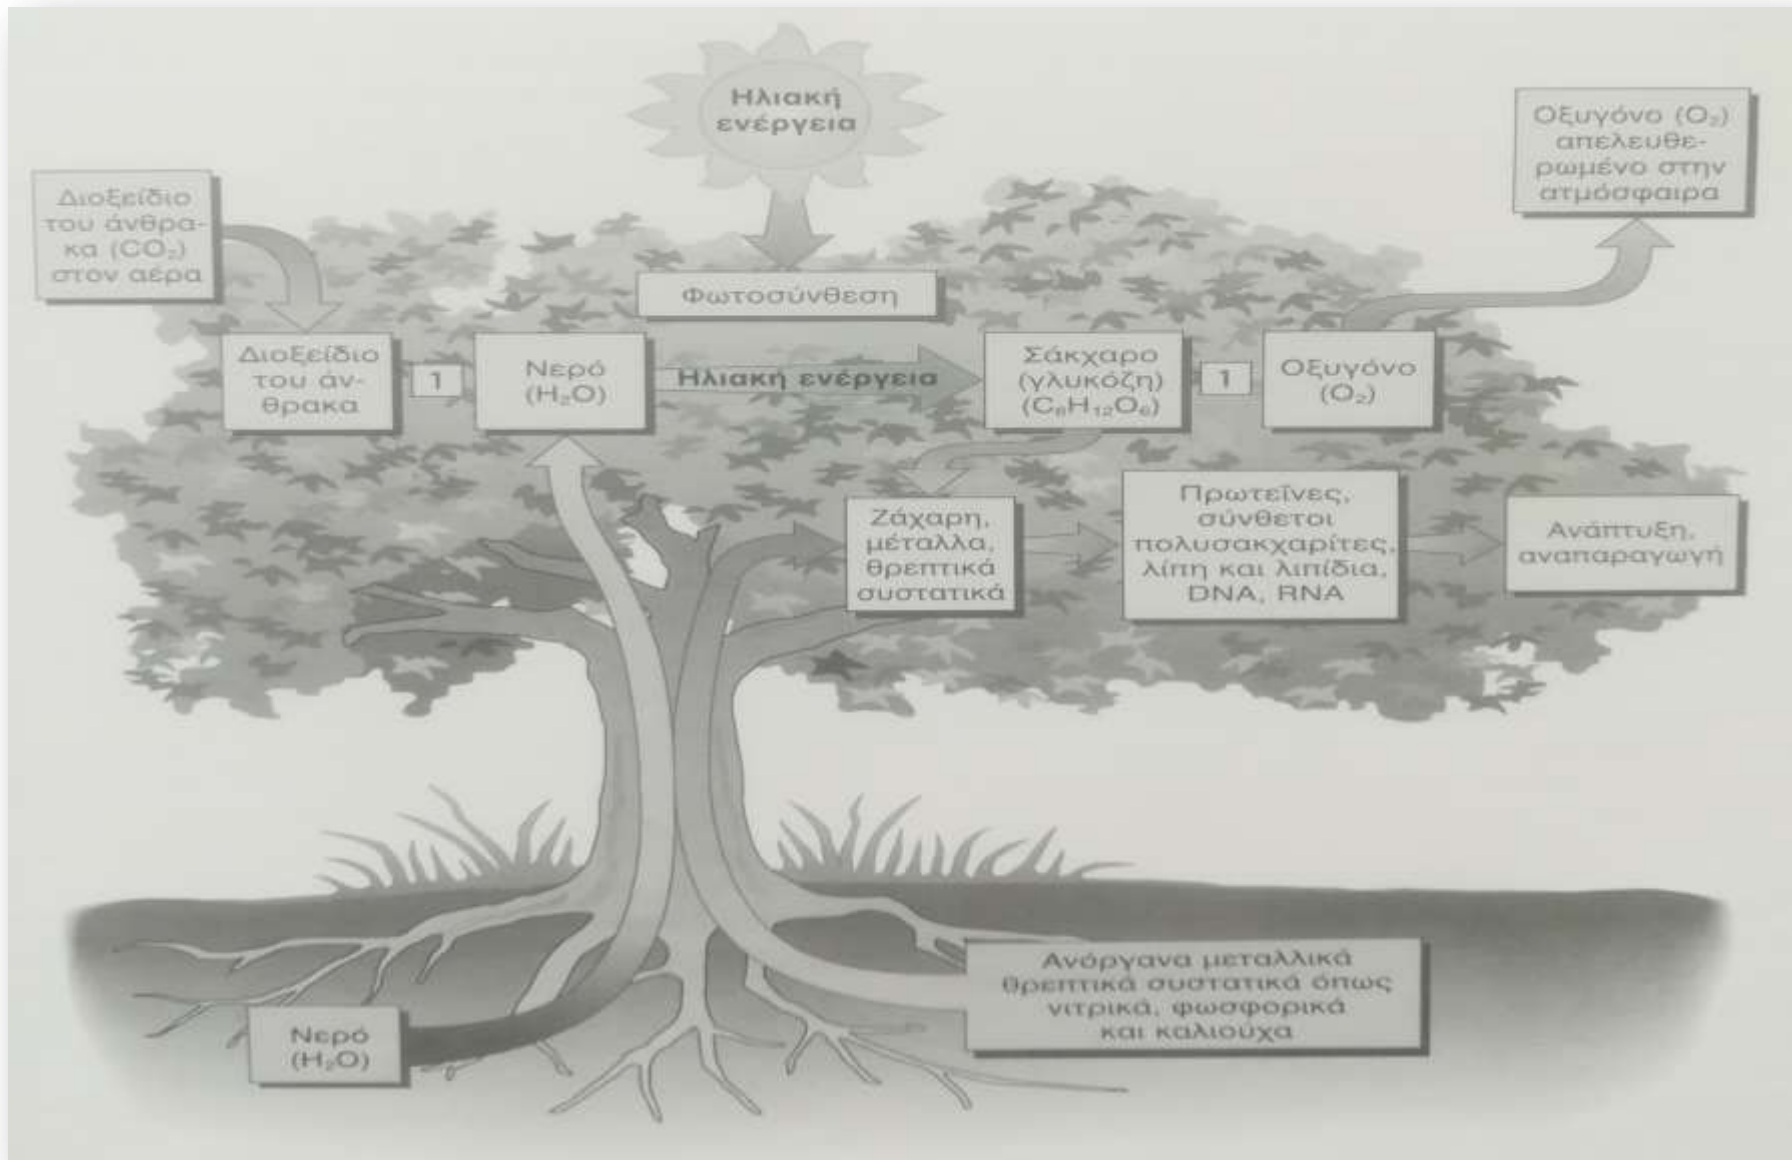 Ηλιακή
ενέργεια
Οξυγόνο (O₂)
απελευθε-
ρωμένο στην
ατμόσφαιρα
Διοξείδιο
του άνθρα-
κα (CO₂)
στον αέρα
Φωτοσύνθεση
Διοξείδιο
του άν-
θρακα
1
Νερό
(H₂O)
Ηλιακή ενέργεια
Σάκχαρο
(γλυκόζη)
(C₆H₁₂O₆)
1
Οξυγόνο
(O₂)
Ζάχαρη,
μέταλλα,
θρεπτικά
συστατικά
Πρωτεΐνες,
σύνθετοι
πολυσακχαρίτες,
λίπη και λιπίδια,
DNA, RNA
Ανάπτυξη,
αναπαραγωγή
Ανόργανα μεταλλικά
θρεπτικά συστατικά όπως
νιτρικά, φωσφορικά
και καλιούχα
Νερό
(H₂O)